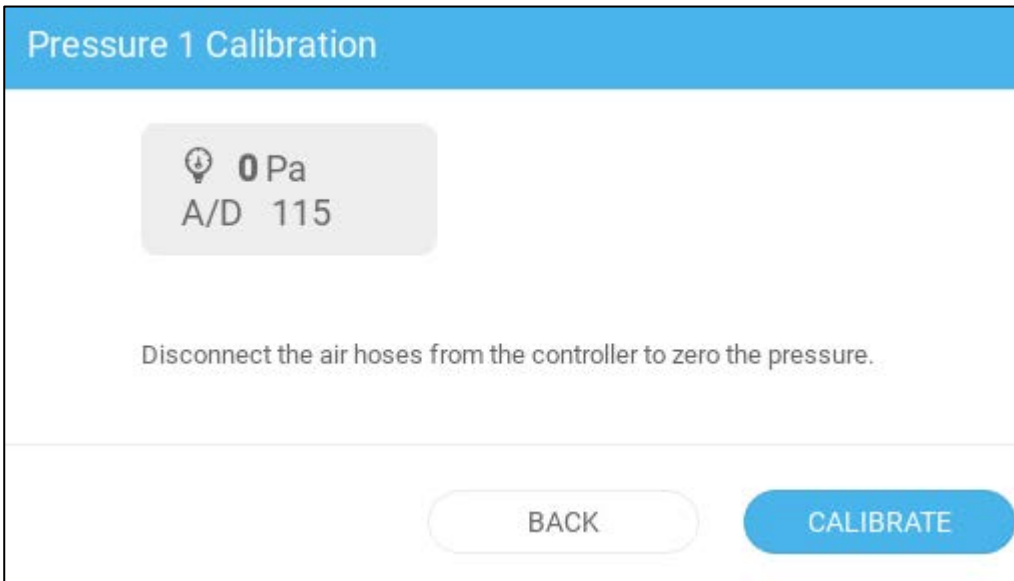 Pressure 1 Calibration
0 Pa
A/D 115
Disconnect the air hoses from the controller to zero the pressure.
BACK
CALIBRATE